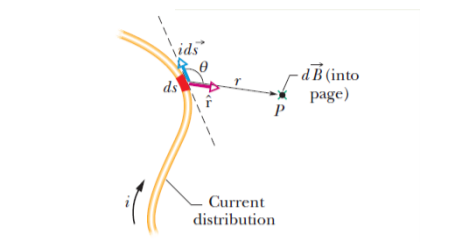 ids⃗
θ
ds
r̂
r
dB⃗ (into
page)
P
i
Current
distribution